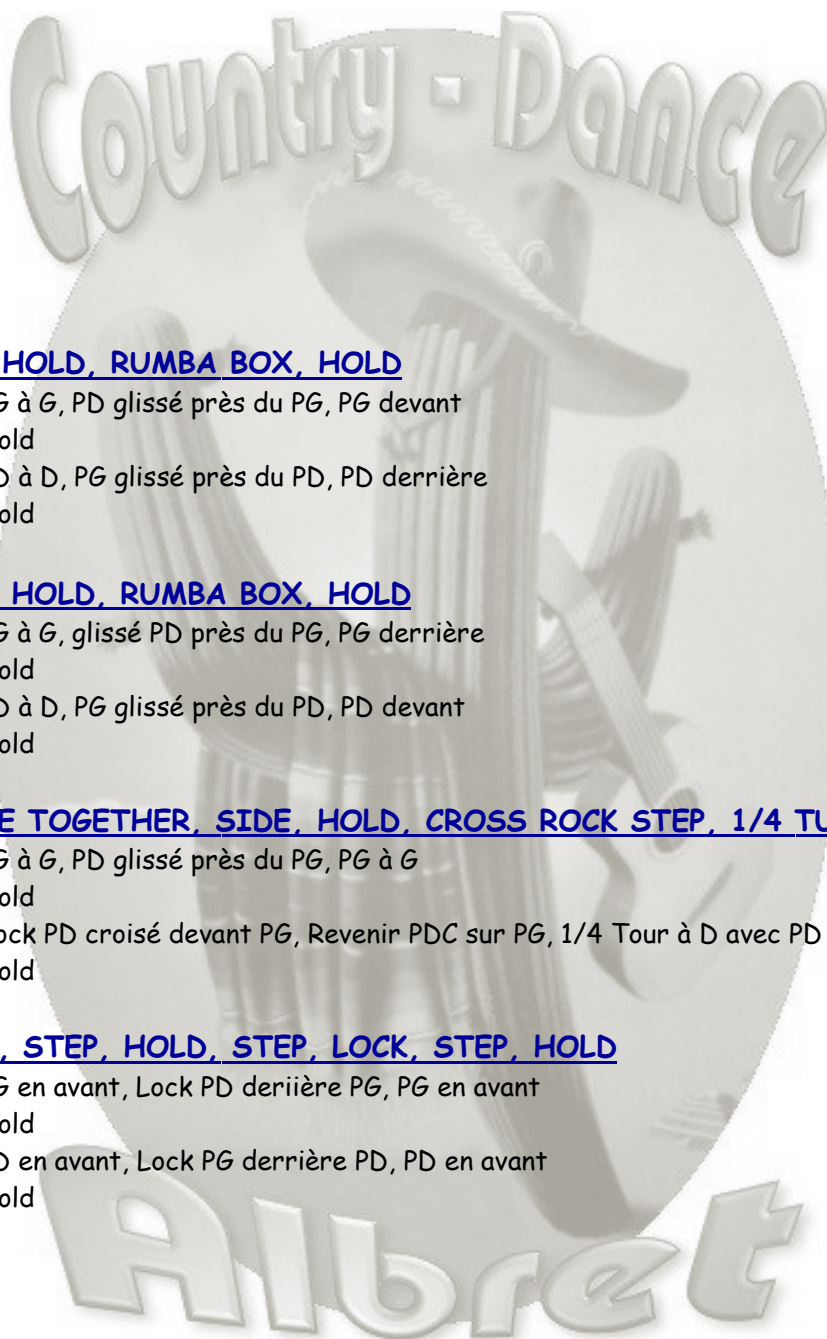 Country - Dance
HOLD, RUMBA BOX, HOLD
G à G, PD glissé près du PG, PG devant
old
D à D, PG glissé près du PD, PD derrière
old
HOLD, RUMBA BOX, HOLD
G à G, glissé PD près du PG, PG derrière
old
D à D, PG glissé près du PD, PD devant
old
E TOGETHER, SIDE, HOLD, CROSS ROCK STEP, 1/4 TU
G à G, PD glissé près du PG, PG à G
old
ock PD croisé devant PG, Revenir PDC sur PG, 1/4 Tour à D avec PD
old
, STEP, HOLD, STEP, LOCK, STEP, HOLD
G en avant, Lock PD deriière PG, PG en avant
old
D en avant, Lock PG derrière PD, PD en avant
old
Albret